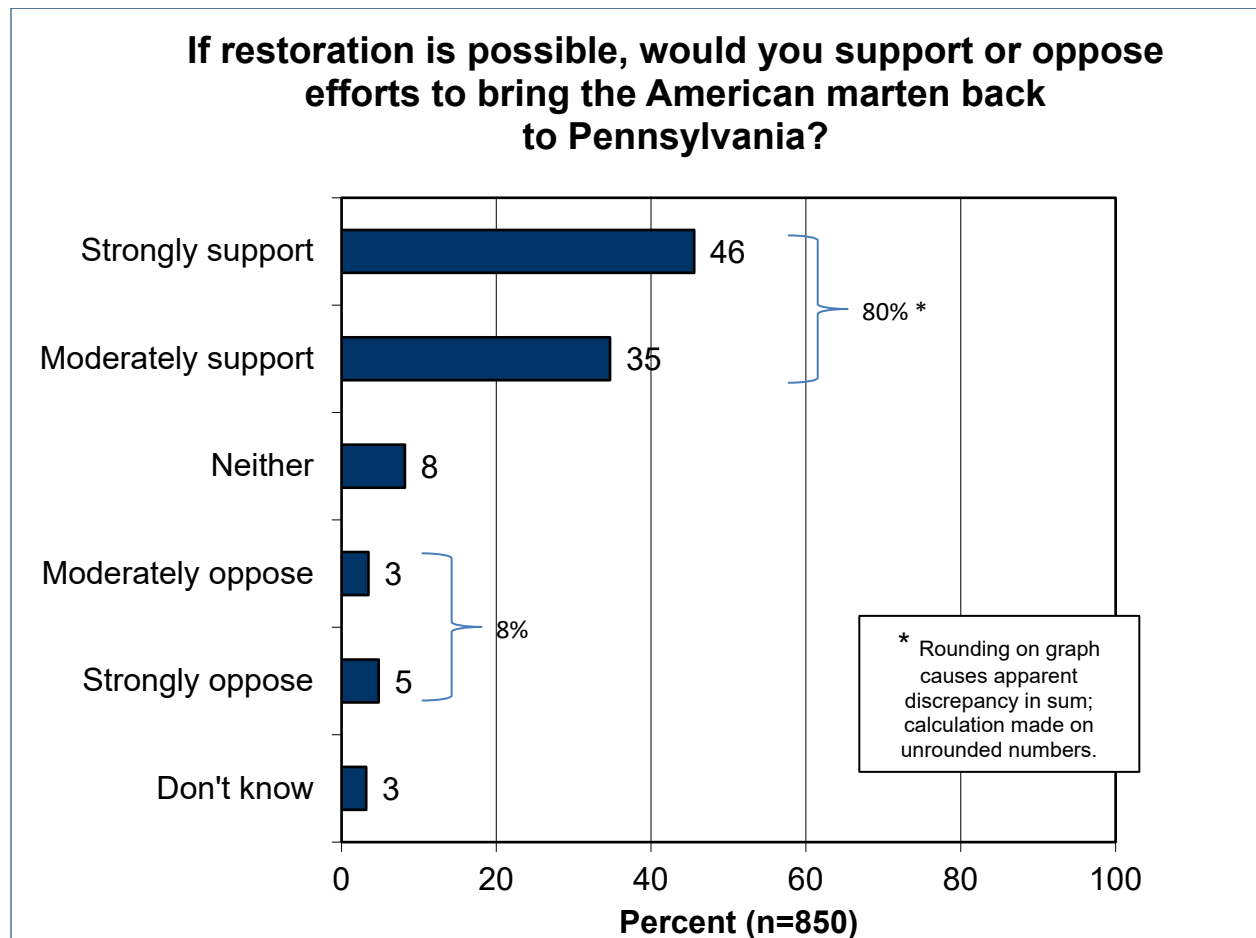 If restoration is possible, would you support or oppose
efforts to bring the American marten back
to Pennsylvania?
Strongly support
46
Moderately support
35
80% *
Neither
8
Moderately oppose
3
Strongly oppose
5
8%
Don't know
3
* Rounding on graph
causes apparent
discrepancy in sum;
calculation made on
unrounded numbers.
0 20 40 60 80 100
Percent (n=850)